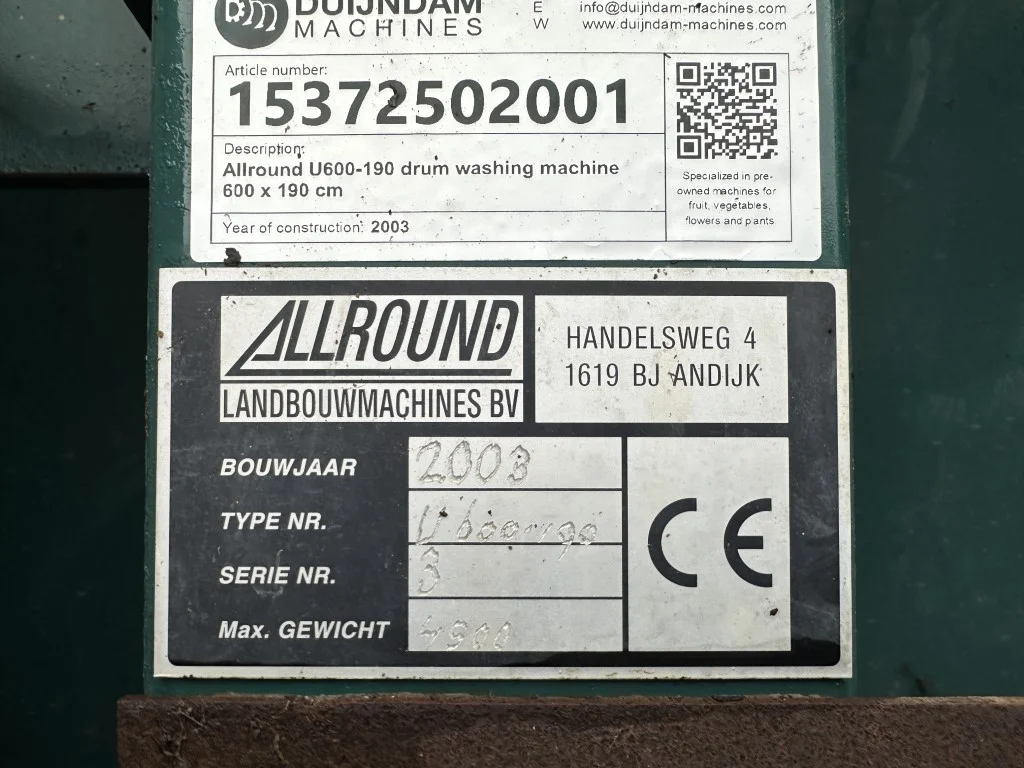 DUIJNDAM
MACHINES
E info@duijndam-machines.com
W www.duijndam-machines.com
Article number:
15372502001
Description:
Allround U600-190 drum washing machine
600 x 190 cm
Year of construction: 2003
Specialized in pre-
owned machines for
fruit, vegetables,
flowers and plants
ALLROUND
LANDBOUWMACHINES BV
HANDELSWEG 4
1619 BJ ANDIJK
BOUWJAAR 2003
TYPE NR. U600-190
SERIE NR. 3
Max. GEWICHT
CE